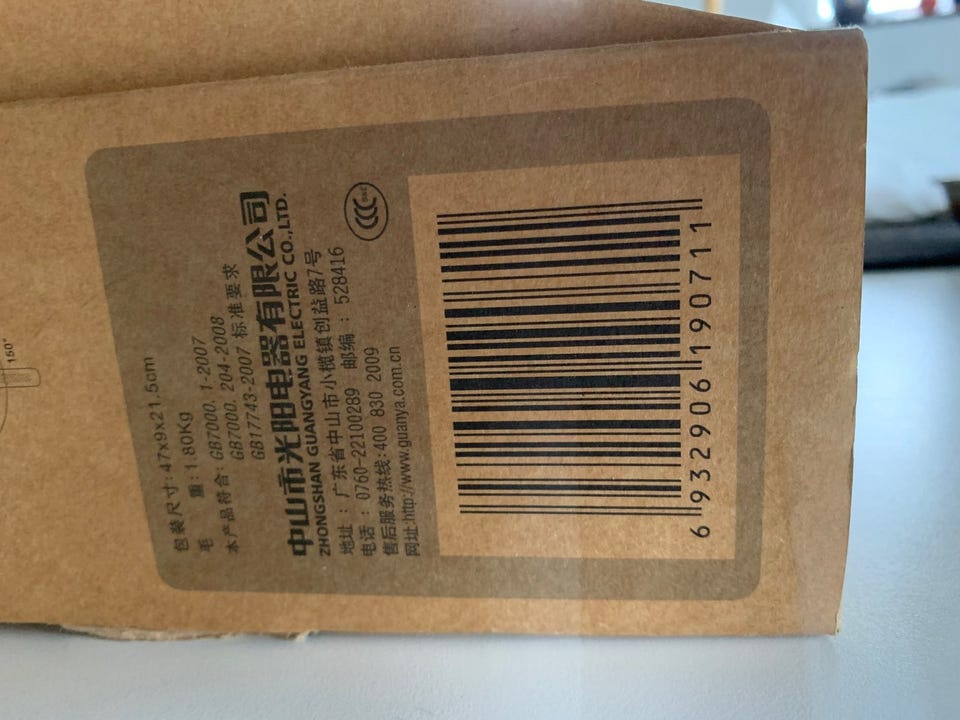 150°
包装尺寸:47x9x21.5cm
毛 重:1.80Kg
本产品符合:GB7000.1-2007
GB7000.204-2008
GB17743-2007 标准要求
中山市光阳电器有限公司
ZHONGSHAN GUANGYANG ELECTRIC CO.,LTD.
地址:广东省中山市小榄镇创益路7号
电话:0760-22100289 邮编:528416
售后服务热线:400 830 2009
网址:http://www.guanya.com.cn
6 932906 190711